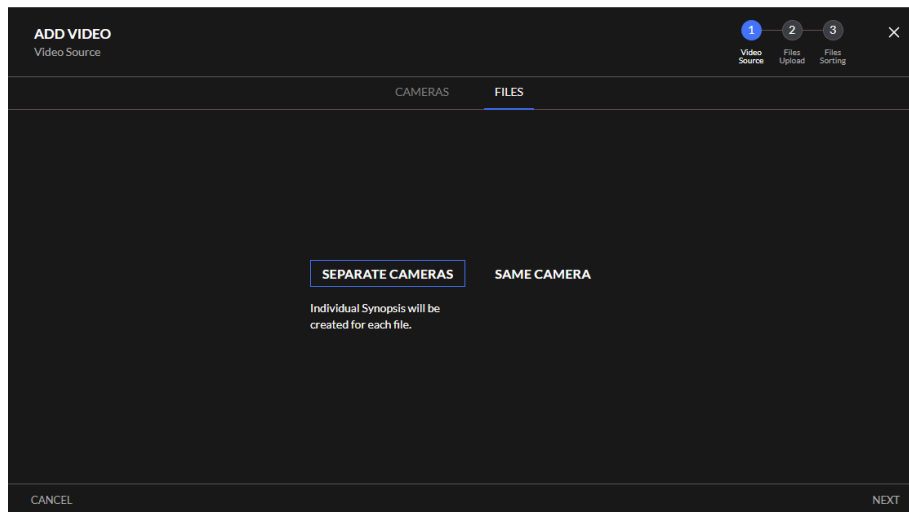 ADD VIDEO
Video Source
1
2
3
Video
Source
Files
Upload
Files
Sorting
CAMERAS
FILES
SEPARATE CAMERAS
SAME CAMERA
Individual Synopsis will be
created for each file.
CANCEL
NEXT